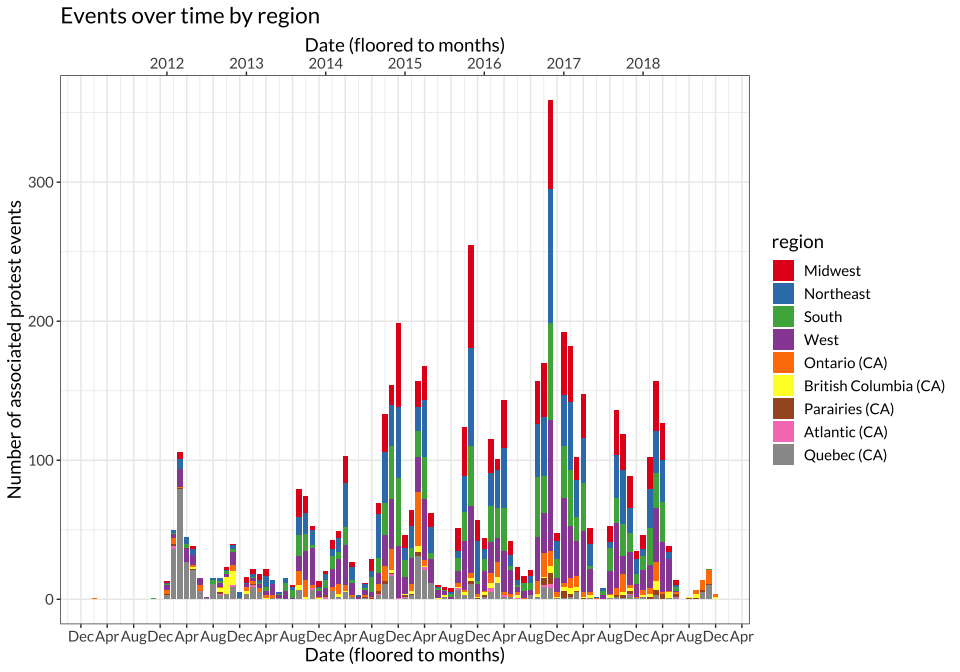 Events over time by region
Date (floored to months)
2012 2013 2014 2015 2016 2017 2018
Number of associated protest events
300
200
100
0
Dec Apr Aug Dec Apr Aug Dec Apr Aug Dec Apr Aug Dec Apr Aug Dec Apr Aug Dec Apr Aug Dec Apr Aug Dec Apr
Date (floored to months)
region
Midwest
Northeast
South
West
Ontario (CA)
British Columbia (CA)
Parairies (CA)
Atlantic (CA)
Quebec (CA)